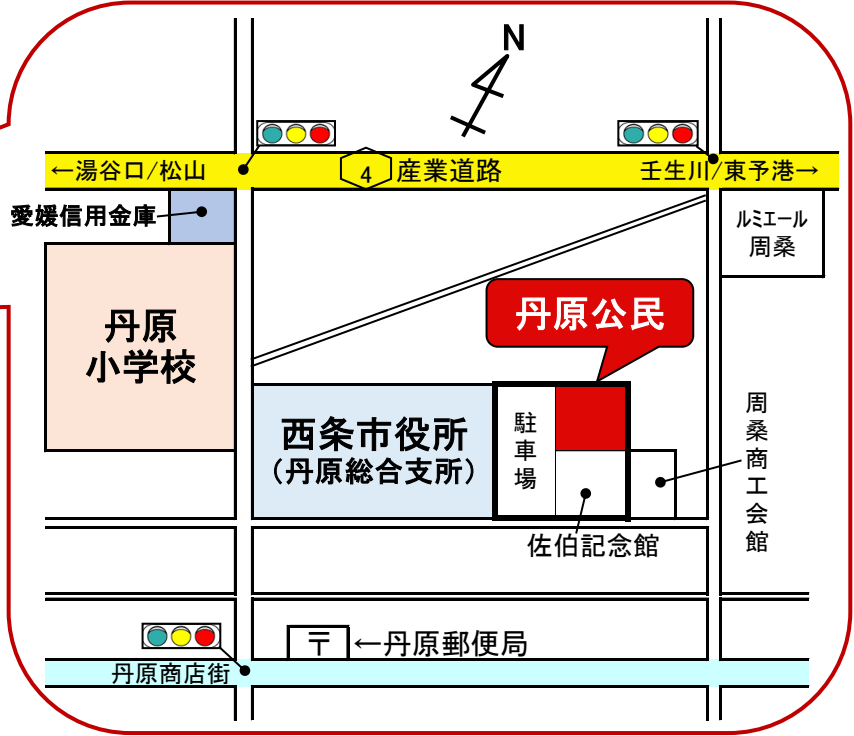 N
←湯谷口/松山
4
産業道路
壬生川/東予港→
愛媛信用金庫
ルミエール
周桑
丹原
小学校
丹原公民
西条市役所
（丹原総合支所）
駐車場
周桑商工会館
佐伯記念館
〒
←丹原郵便局
丹原商店街